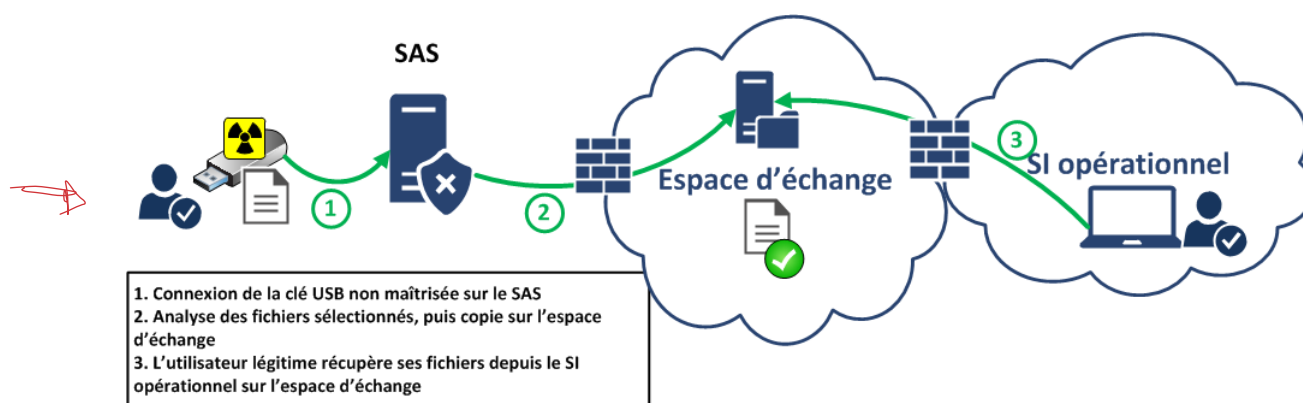 SAS
1
2
Espace d'échange
3
SI opérationnel
1. Connexion de la clé USB non maîtrisée sur le SAS
2. Analyse des fichiers sélectionnés, puis copie sur l'espace
d'échange
3. L'utilisateur légitime récupère ses fichiers depuis le SI
opérationnel sur l'espace d'échange